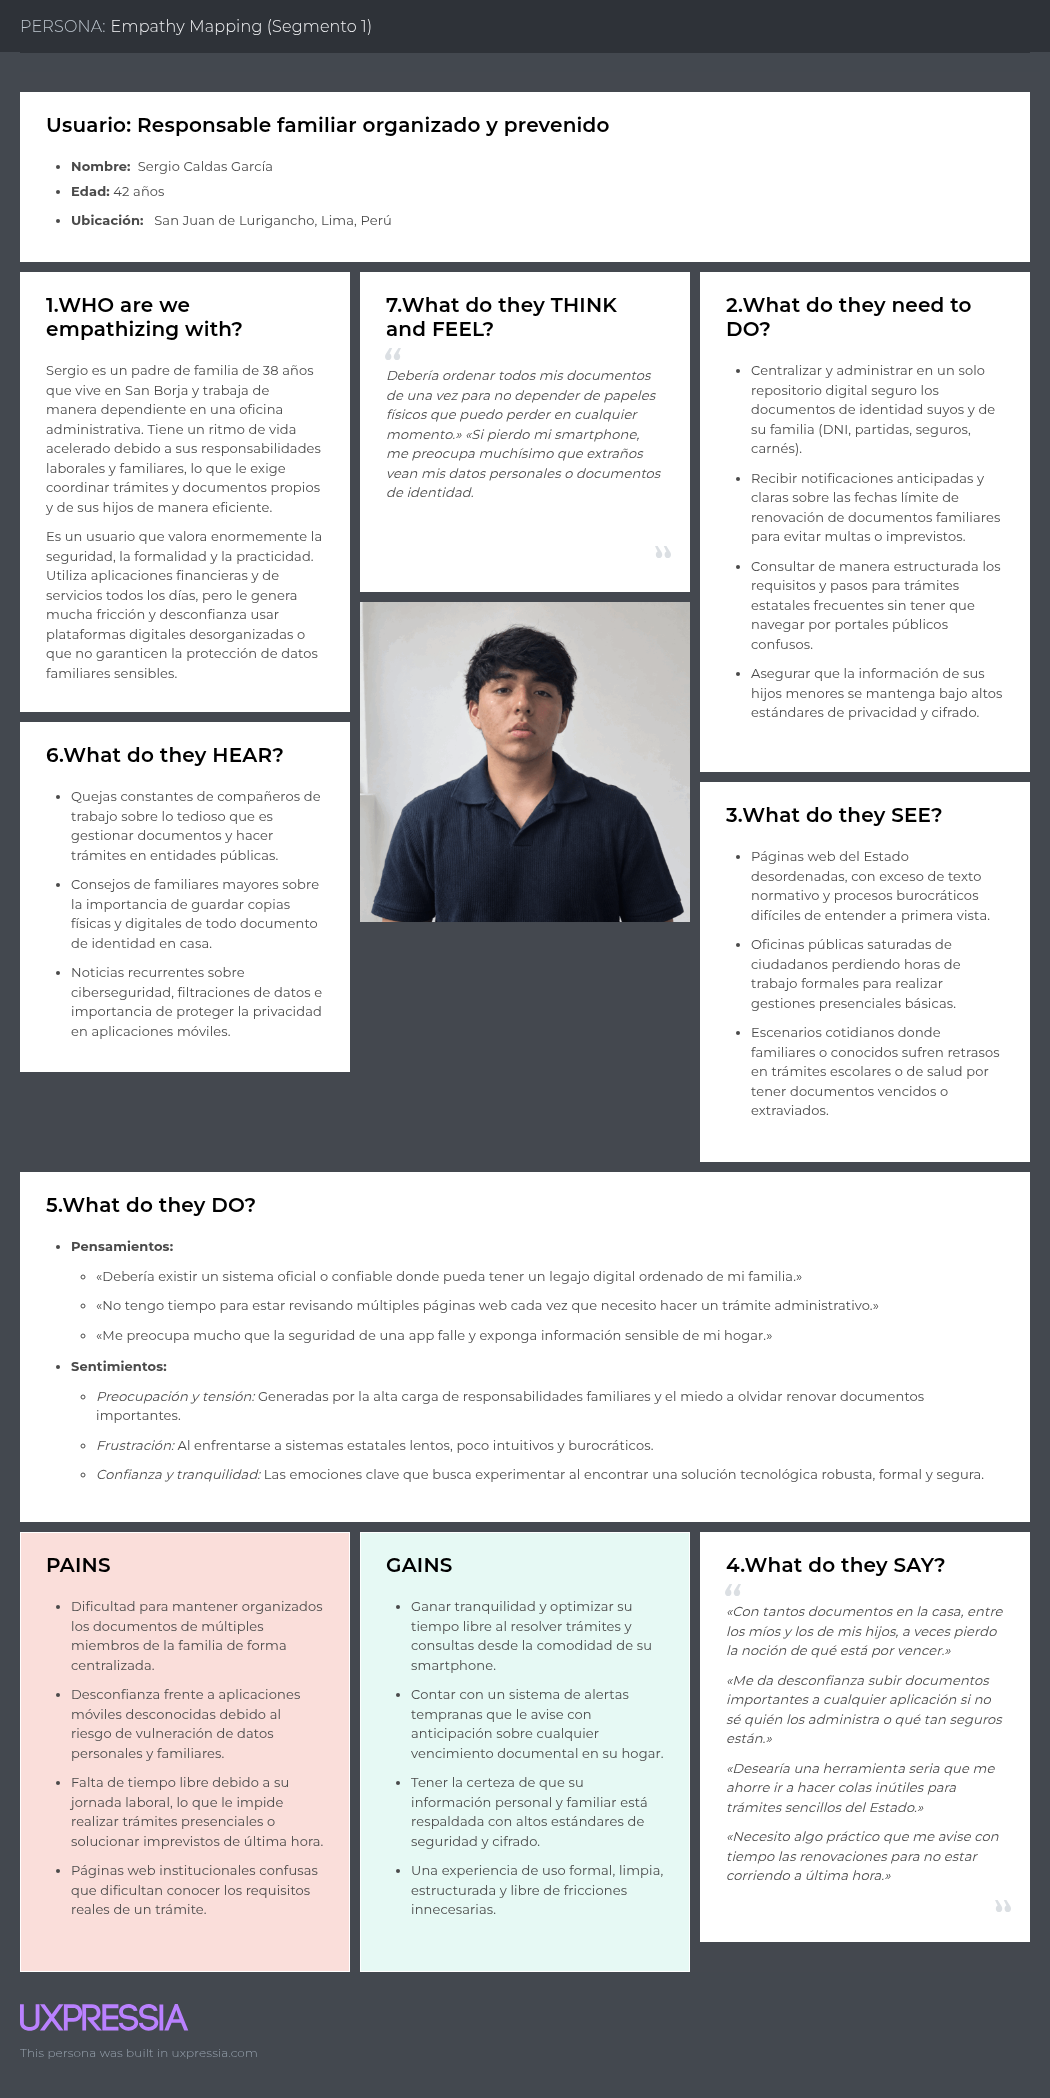 PERSONA: Empathy Mapping (Segmento 1)
Usuario: Responsable familiar organizado y prevenido
• Nombre: Sergio Caldas García
• Edad: 42 años
• Ubicación: San Juan de Lurigancho, Lima, Perú
1.WHO are we
empathizing with?
Sergio es un padre de familia de 38 años
que vive en San Borja y trabaja de
manera dependiente en una oficina
administrativa. Tiene un ritmo de vida
acelerado debido a sus responsabilidades
laborales y familiares, lo que le exige
coordinar trámites y documentos propios
y de sus hijos de manera eficiente.
Es un usuario que valora enormemente la
seguridad, la formalidad y la practicidad.
Utiliza aplicaciones financieras y de
servicios todos los días, pero le genera
mucha fricción y desconfianza usar
plataformas digitales desorganizadas o
que no garanticen la protección de datos
familiares sensibles.
7.What do they THINK
and FEEL?
“
Debería ordenar todos mis documentos
de una vez para no depender de papeles
físicos que puedo perder en cualquier
momento.» «Si pierdo mi smartphone,
me preocupa muchísimo que extraños
vean mis datos personales o documentos
de identidad.
”
2.What do they need to
DO?
• Centralizar y administrar en un solo
repositorio digital seguro los
documentos de identidad suyos y de
su familia (DNI, partidas, seguros,
carnés).
• Recibir notificaciones anticipadas y
claras sobre las fechas límite de
renovación de documentos familiares
para evitar multas o imprevistos.
• Consultar de manera estructurada los
requisitos y pasos para trámites
estatales frecuentes sin tener que
navegar por portales públicos
confusos.
• Asegurar que la información de sus
hijos menores se mantenga bajo altos
estándares de privacidad y cifrado.
6.What do they HEAR?
• Quejas constantes de compañeros de
trabajo sobre lo tedioso que es
gestionar documentos y hacer
trámites en entidades públicas.
• Consejos de familiares mayores sobre
la importancia de guardar copias
físicas y digitales de todo documento
de identidad en casa.
• Noticias recurrentes sobre
ciberseguridad, filtraciones de datos e
importancia de proteger la privacidad
en aplicaciones móviles.
3.What do they SEE?
• Páginas web del Estado
desordenadas, con exceso de texto
normativo y procesos burocráticos
difíciles de entender a primera vista.
• Oficinas públicas saturadas de
ciudadanos perdiendo horas de
trabajo formales para realizar
gestiones presenciales básicas.
• Escenarios cotidianos donde
familiares o conocidos sufren retrasos
en trámites escolares o de salud por
tener documentos vencidos o
extraviados.
5.What do they DO?
• Pensamientos:
◦ «Debería existir un sistema oficial o confiable donde pueda tener un legajo digital ordenado de mi familia.»
◦ «No tengo tiempo para estar revisando múltiples páginas web cada vez que necesito hacer un trámite administrativo.»
◦ «Me preocupa mucho que la seguridad de una app falle y exponga información sensible de mi hogar.»
• Sentimientos:
◦ Preocupación y tensión: Generadas por la alta carga de responsabilidades familiares y el miedo a olvidar renovar documentos
importantes.
◦ Frustración: Al enfrentarse a sistemas estatales lentos, poco intuitivos y burocráticos.
◦ Confianza y tranquilidad: Las emociones clave que busca experimentar al encontrar una solución tecnológica robusta, formal y segura.
PAINS
• Dificultad para mantener organizados
los documentos de múltiples
miembros de la familia de forma
centralizada.
• Desconfianza frente a aplicaciones
móviles desconocidas debido al
riesgo de vulneración de datos
personales y familiares.
• Falta de tiempo libre debido a su
jornada laboral, lo que le impide
realizar trámites presenciales o
solucionar imprevistos de última hora.
• Páginas web institucionales confusas
que dificultan conocer los requisitos
reales de un trámite.
GAINS
• Ganar tranquilidad y optimizar su
tiempo libre al resolver trámites y
consultas desde la comodidad de su
smartphone.
• Contar con un sistema de alertas
tempranas que le avise con
anticipación sobre cualquier
vencimiento documental en su hogar.
• Tener la certeza de que su
información personal y familiar está
respaldada con altos estándares de
seguridad y cifrado.
• Una experiencia de uso formal, limpia,
estructurada y libre de fricciones
innecesarias.
4.What do they SAY?
“
«Con tantos documentos en la casa, entre
los míos y los de mis hijos, a veces pierdo
la noción de qué está por vencer.»
«Me da desconfianza subir documentos
importantes a cualquier aplicación si no
sé quién los administra o qué tan seguros
están.»
«Desearía una herramienta seria que me
ahorre ir a hacer colas inútiles para
trámites sencillos del Estado.»
«Necesito algo práctico que me avise con
tiempo las renovaciones para no estar
corriendo a última hora.»
”
UXPRESSIA
This persona was built in uxpressia.com